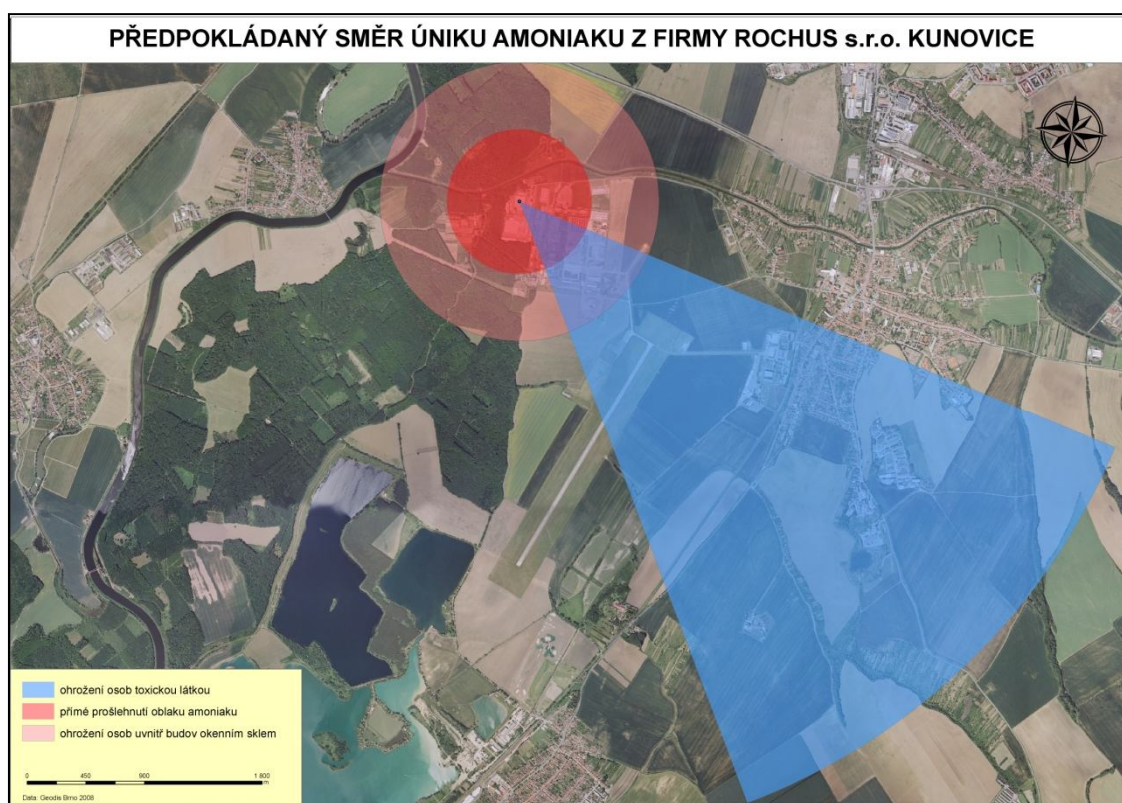 PŘEDPOKLÁDANÝ SMĚR ÚNIKU AMONIAKU Z FIRMY ROCHUS s.r.o. KUNOVICE
ohrožení osob toxickou látkou
přímé prošlehnutí oblaku amoniaku
ohrožení osob uvnitř budov okenním sklem
0 450 900 1 800
m
Data: Geodis Brno 2008